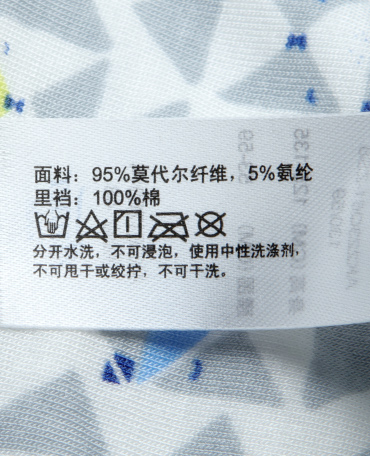 面料：95%莫代尔纤维，5%氨纶
里裆：100%棉
分开水洗，不可浸泡，使用中性洗涤剂，
不可甩干或绞拧，不可干洗。